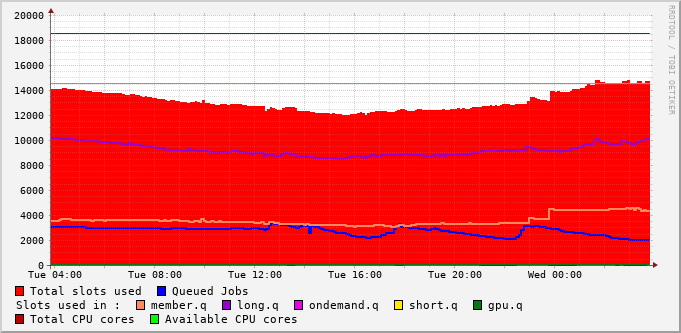 20000
18000
16000
14000
12000
10000
8000
6000
4000
2000
0
Tue 04:00 Tue 08:00 Tue 12:00 Tue 16:00 Tue 20:00 Wed 00:00
Total slots used Queued Jobs
Slots used in : member.q long.q ondemand.q short.q gpu.q
Total CPU cores Available CPU cores
RRDTOOL / TOBI OETIKER